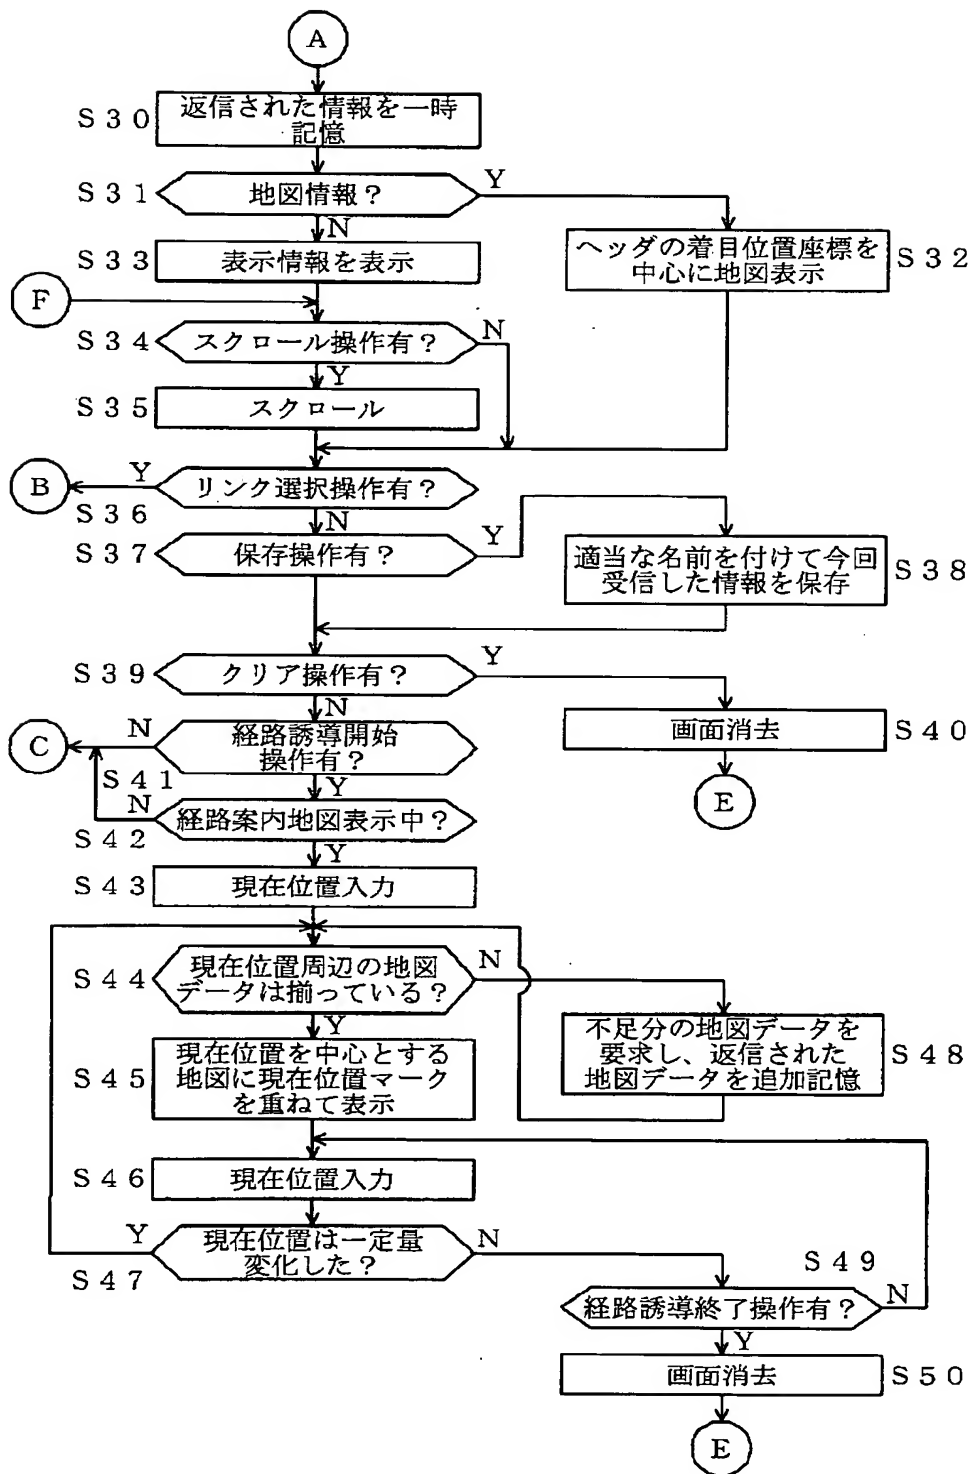 A
S30
返信された情報を一時
記憶
S31
地図情報？
Y
N
S33
表示情報を表示
ヘッダの着目位置座標を
中心に地図表示
S32
F
S34
スクロール操作有？
N
Y
S35
スクロール
B
Y
S36
リンク選択操作有？
N
S37
保存操作有？
Y
適当な名前を付けて今回
受信した情報を保存
S38
S39
クリア操作有？
Y
N
画面消去
S40
E
C
N
S41
経路誘導開始
操作有？
Y
N
S42
経路案内地図表示中？
Y
S43
現在位置入力
S44
現在位置周辺の地図
データは揃っている？
N
Y
不足分の地図データを
要求し、返信された
地図データを追加記憶
S48
S45
現在位置を中心とする
地図に現在位置マーク
を重ねて表示
S46
現在位置入力
Y
S47
現在位置は一定量
変化した？
N
S49
経路誘導終了操作有？
N
Y
画面消去
S50
E